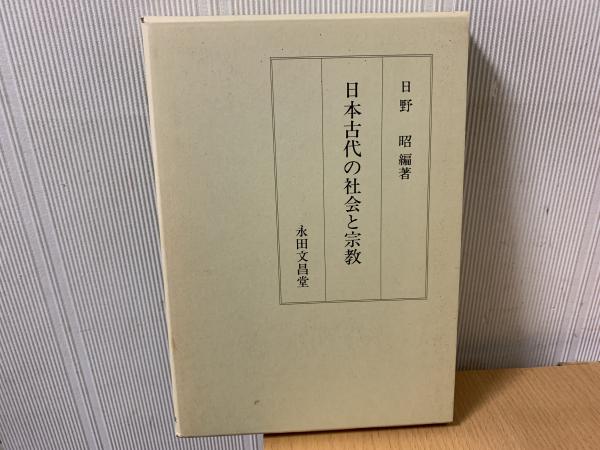 日野 昭 編著
日本古代の社会と宗教
永田文昌堂